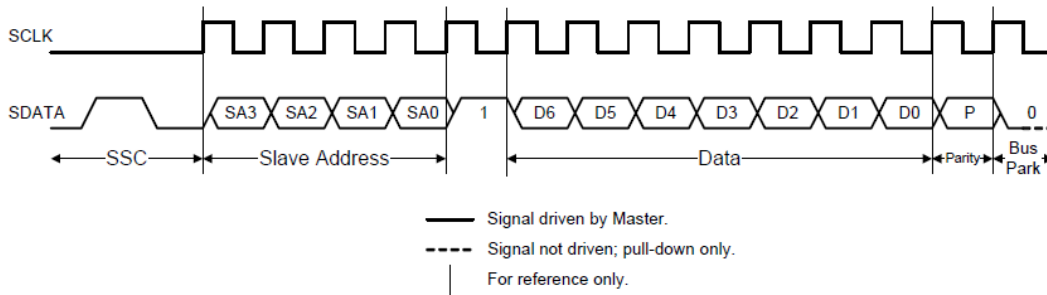 SCLK
SDATA SA3 SA2 SA1 SA0 1 D6 D5 D4 D3 D2 D1 D0 P 0
SSC Slave Address Data Parity Bus Park
Signal driven by Master.
Signal not driven; pull-down only.
For reference only.